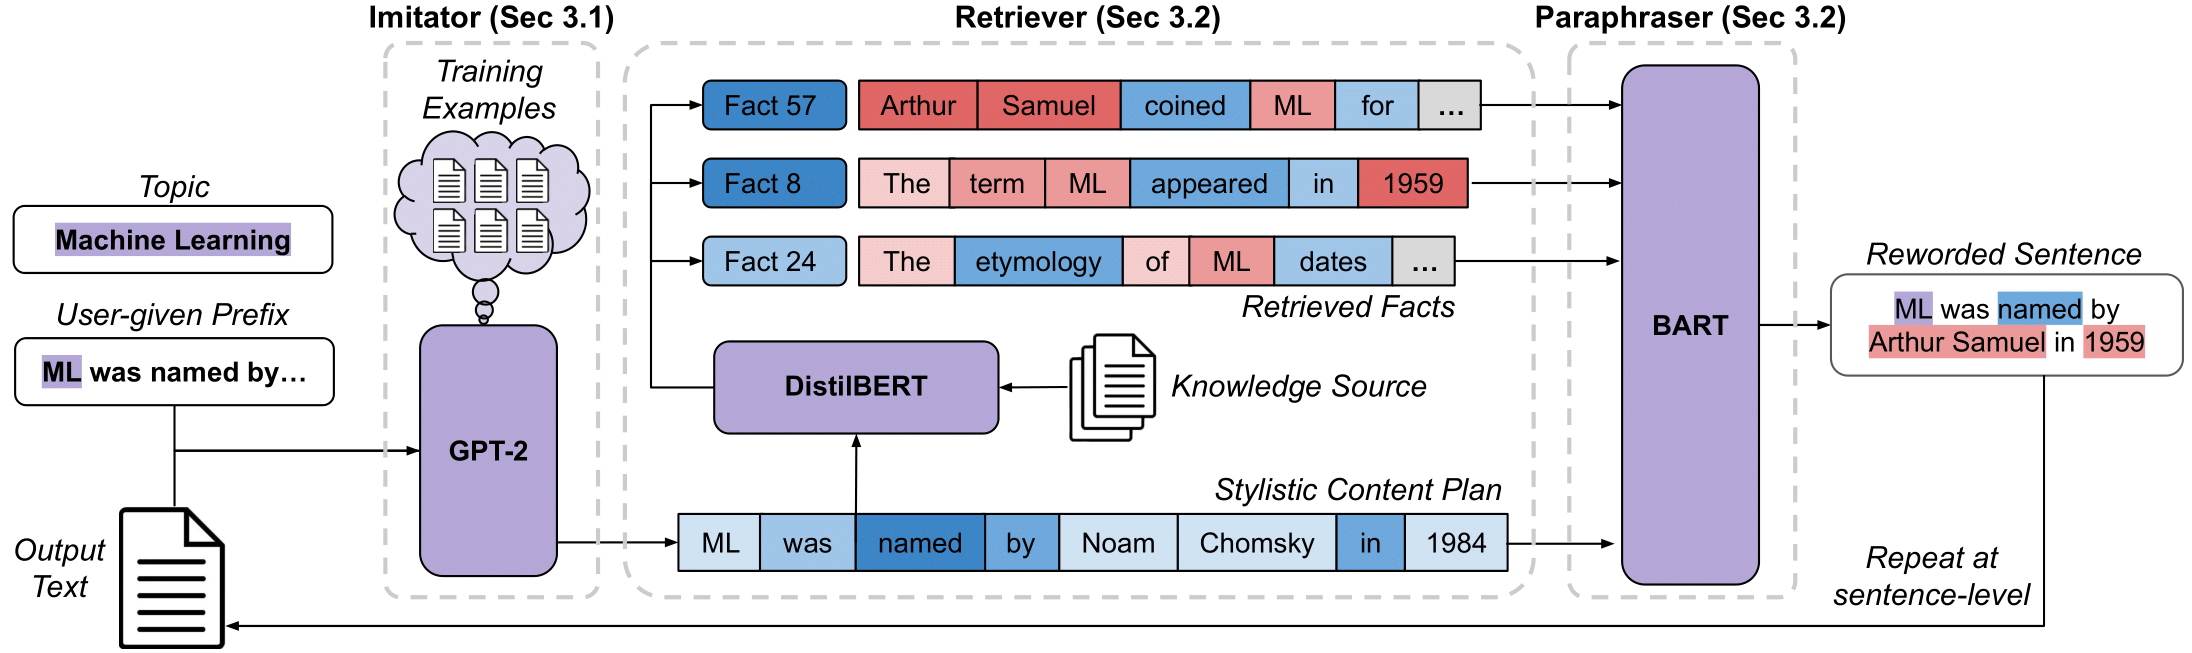 Imitator (Sec 3.1)
Retriever (Sec 3.2)
Paraphraser (Sec 3.2)
Training
Examples
Topic
Machine Learning
User-given Prefix
ML was named by...
Output
Text
GPT-2
Fact 57 Arthur Samuel coined ML for ...
Fact 8 The term ML appeared in 1959
Fact 24 The etymology of ML dates ...
Retrieved Facts
DistilBERT
Knowledge Source
Stylistic Content Plan
ML was named by Noam Chomsky in 1984
BART
Reworded Sentence
ML was named by
Arthur Samuel in 1959
Repeat at
sentence-level